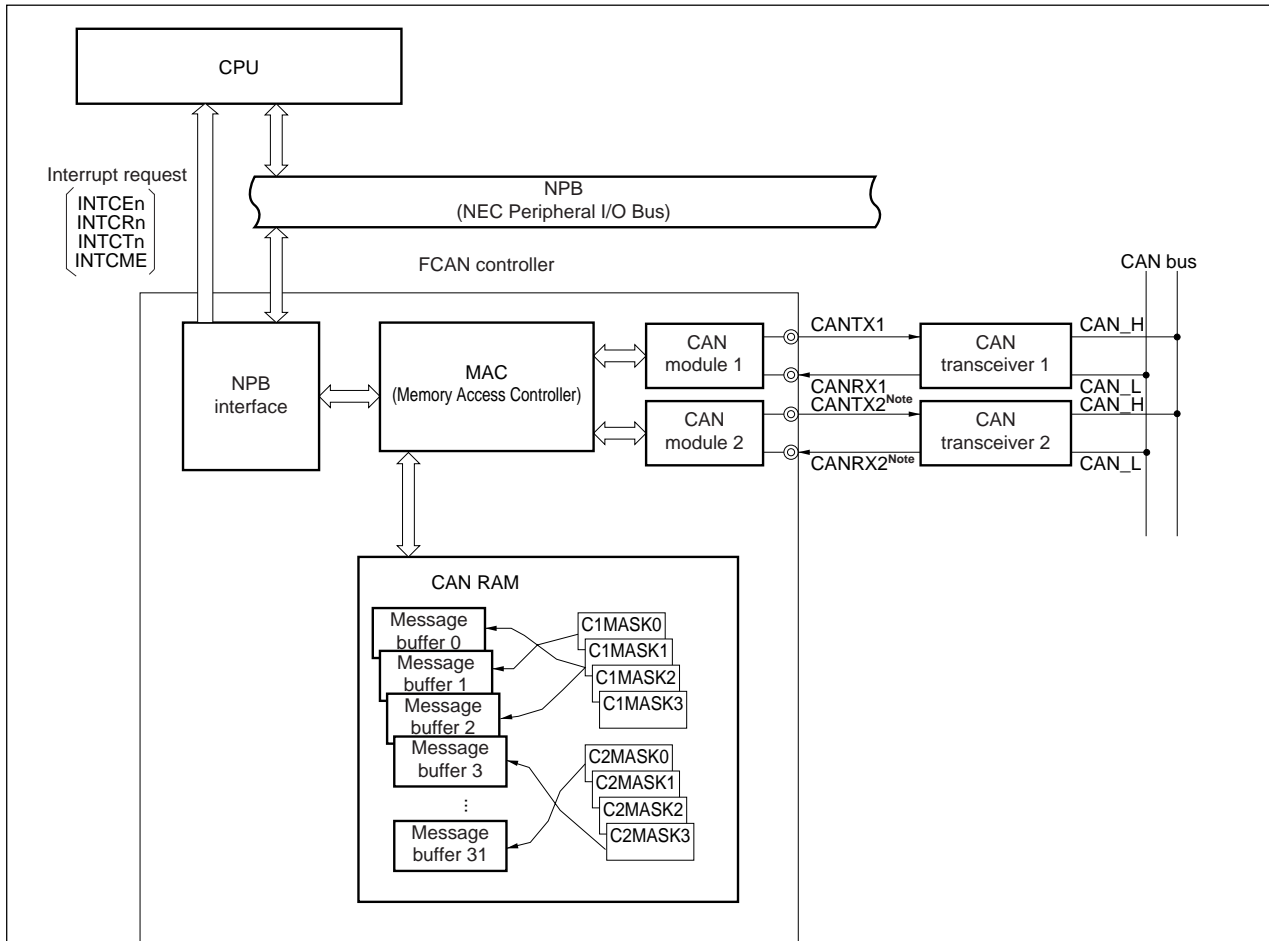 CPU
Interrupt request
INTCEn
INTCRn
INTCTn
INTCME
NPB
(NEC Peripheral I/O Bus)
FCAN controller
CAN bus
NPB
interface
MAC
(Memory Access Controller)
CAN
module 1
CANTX1
CANRX1
CAN
transceiver 1
CAN_H
CAN_L
CAN
module 2
CANTX2Note
CANRX2Note
CAN
transceiver 2
CAN_H
CAN_L
CAN RAM
Message
buffer 0
Message
buffer 1
Message
buffer 2
Message
buffer 3
...
Message
buffer 31
C1MASK0
C1MASK1
C1MASK2
C1MASK3
C2MASK0
C2MASK1
C2MASK2
C2MASK3